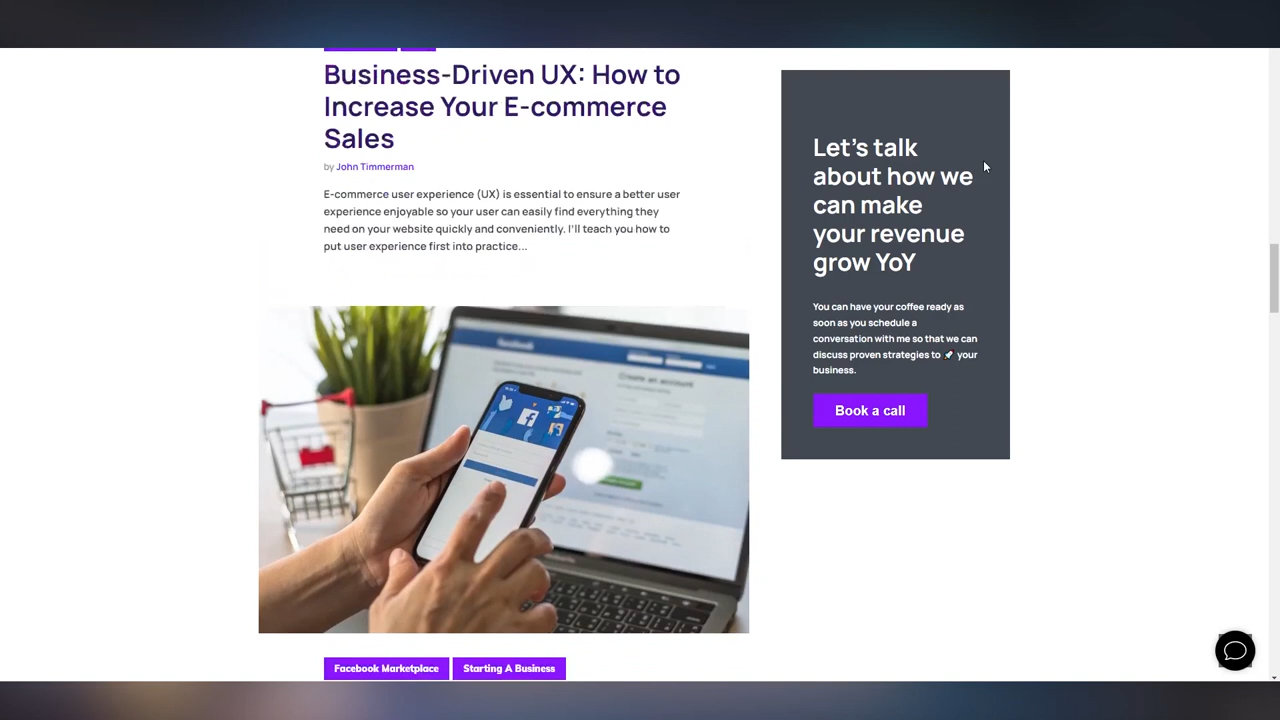 Business-Driven UX: How to
Increase Your E-commerce
Sales
by John Timmerman
E-commerce user experience (UX) is essential to ensure a better user
experience enjoyable so your user can easily find everything they
need on your website quickly and conveniently. I'll teach you how to
put user experience first into practice...
Let's talk
about how we
can make
your revenue
grow YoY
You can have your coffee ready as
soon as you schedule a
conversation with me so that we can
discuss proven strategies to 🚀 your
business.
Book a call
facebook
Create an account
Facebook Marketplace
Starting A Business